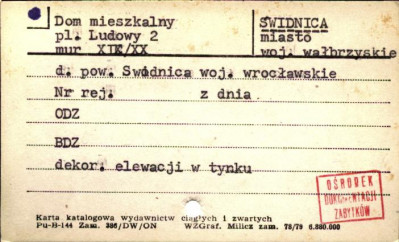 Dom mieszkalny
pl. Ludowy 2
mur XIX/XX
ŚWIDNICA
miasto
woj. wałbrzyskie
d. pow. Swódnica woj. wrocławskie
Nr rej. z dnia
ODZ
BDZ
dekor. elewacji w tynku
OŚRODEK
DOKUMENTACJI
ZABYTKÓW
Karta katalogowa wydawnictw ciągłych i zwartych
Pu-H-144 Zam. 386/DW/ON WZGraf. Milicz zam. 78/79 6.880.000